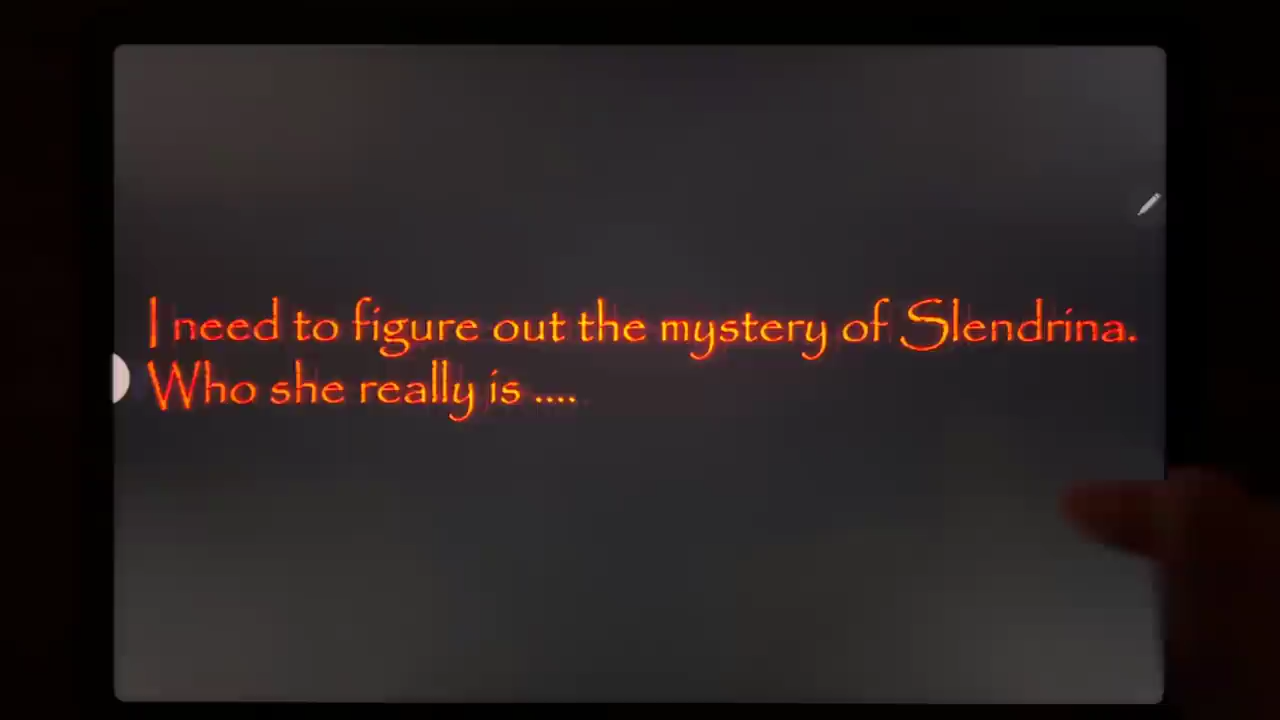 I need to figure out the mystery of Slendrina.
Who she really is ....